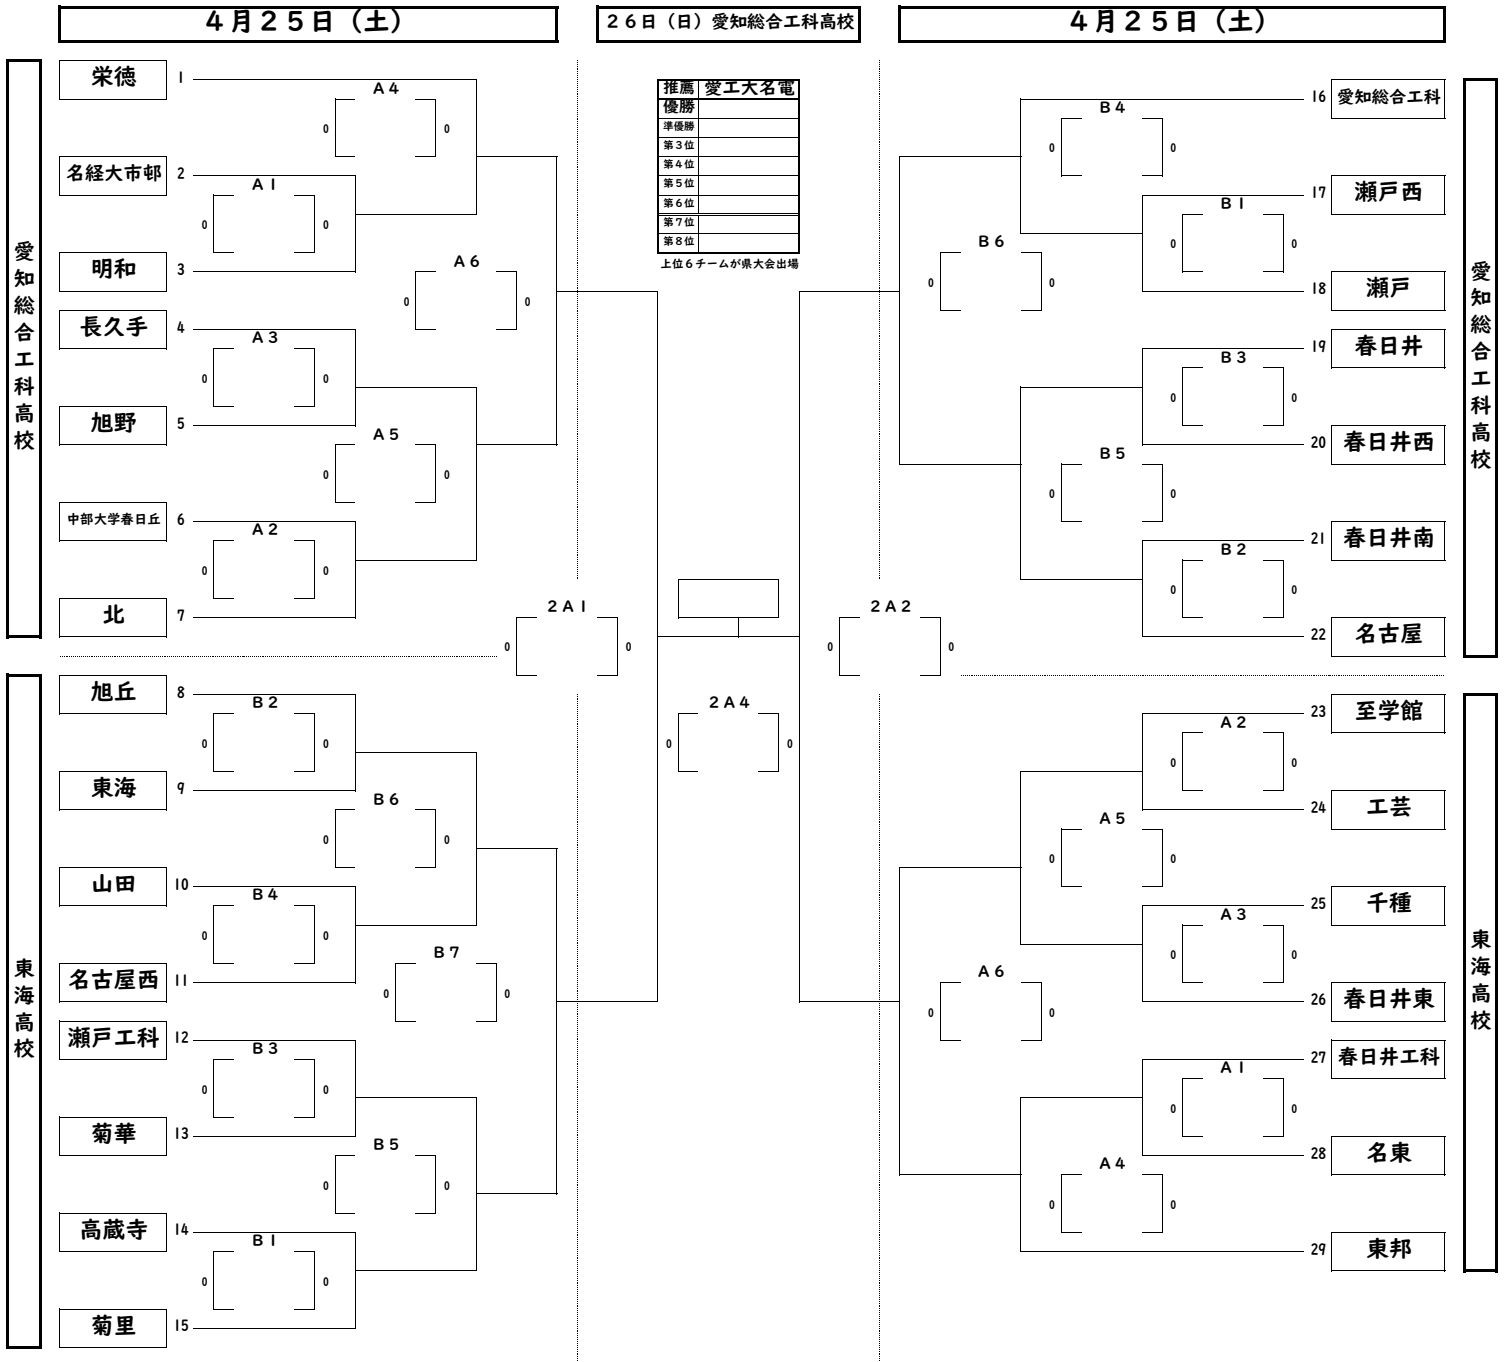 ４月２５日（土）
２６日（日）愛知総合工科高校
４月２５日（土）
愛知総合工科高校
栄徳 1
A4
0 0
名経大市邨 2
A1
0 0
明和 3
A6
0 0
長久手 4
A3
0 0
旭野 5
A5
0 0
中部大学春日丘 6
A2
0 0
北 7
東海高校
旭丘 8
B2
0 0
東海 9
B6
0 0
山田 10
B4
0 0
名古屋西 11
B7
0 0
瀬戸工科 12
B3
0 0
菊華 13
B5
0 0
高蔵寺 14
B1
0 0
菊里 15
推薦 愛工大名電
優勝
準優勝
第３位
第４位
第５位
第６位
第７位
第８位
上位６チームが県大会出場
2A1
0 0
2A2
0 0
2A4
0 0
愛知総合工科高校
16 愛知総合工科
B4
0 0
17 瀬戸西
B1
0 0
18 瀬戸
B6
0 0
19 春日井
B3
0 0
20 春日井西
B5
0 0
21 春日井南
B2
0 0
22 名古屋
東海高校
23 至学館
A2
0 0
24 工芸
A5
0 0
25 千種
A3
0 0
26 春日井東
A6
0 0
27 春日井工科
A1
0 0
28 名東
A4
0 0
29 東邦